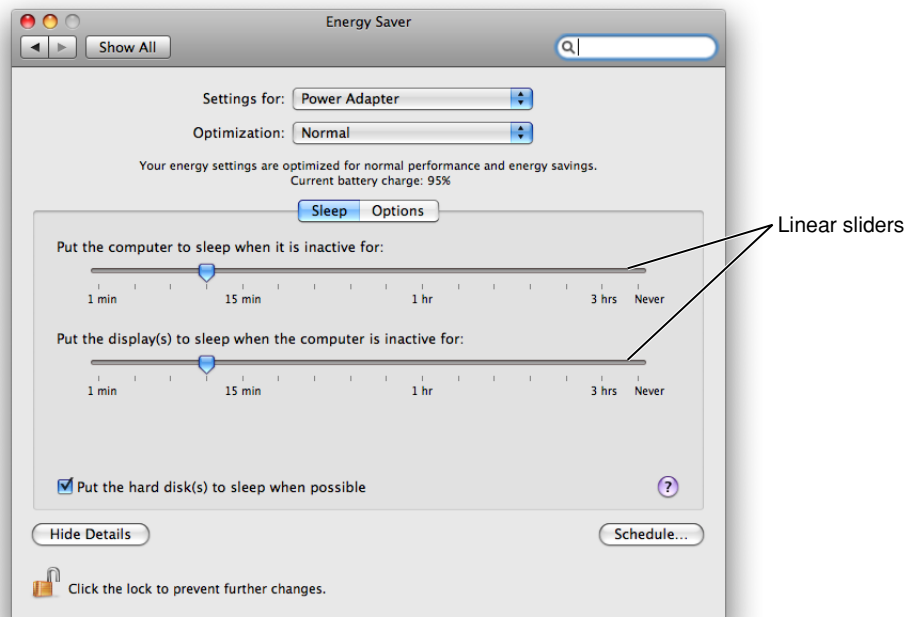 Energy Saver
Show All
Settings for: Power Adapter
Optimization: Normal
Your energy settings are optimized for normal performance and energy savings.
Current battery charge: 95%
Sleep Options
Linear sliders
Put the computer to sleep when it is inactive for:
1 min 15 min 1 hr 3 hrs Never
Put the display(s) to sleep when the computer is inactive for:
1 min 15 min 1 hr 3 hrs Never
Put the hard disk(s) to sleep when possible ?
Hide Details Schedule...
Click the lock to prevent further changes.